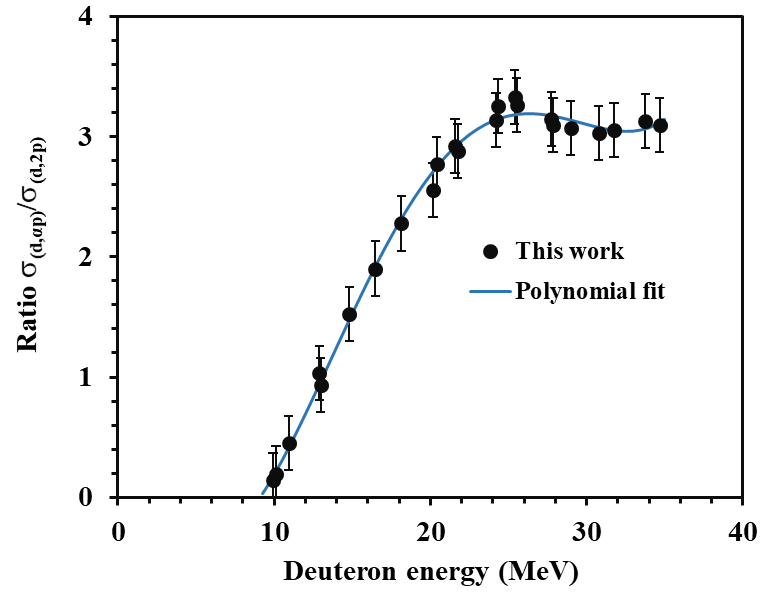 4
3
2
1
0
0
10
20
30
40
Ratio σ(d,αp)/σ(d,2p)
This work
Polynomial fit
Deuteron energy (MeV)